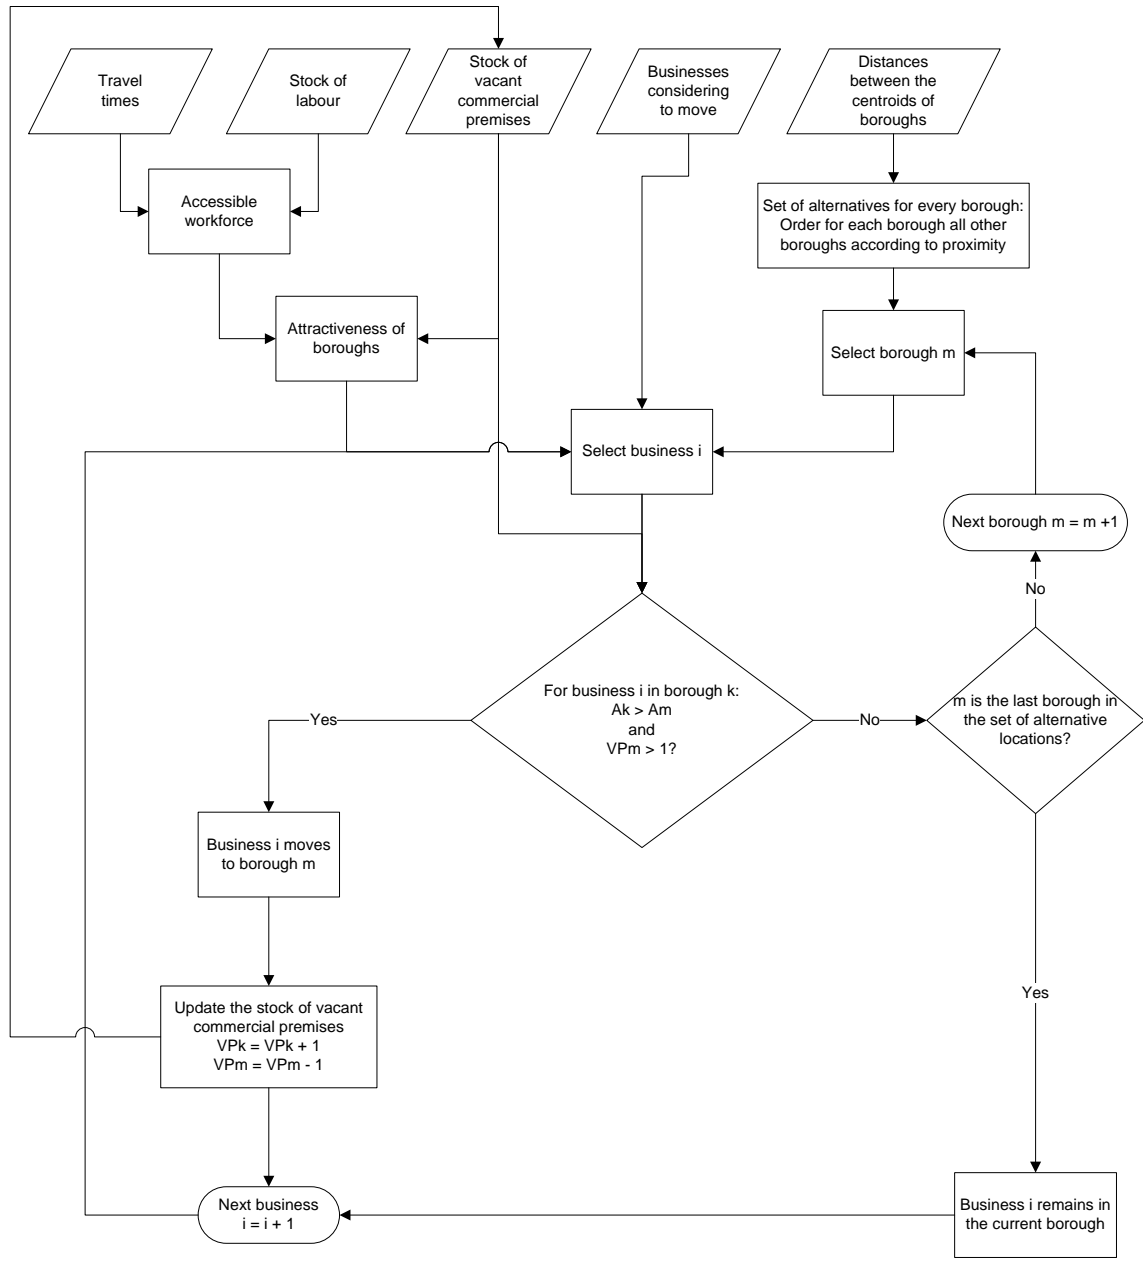 Travel
times
Stock of
labour
Stock of
vacant
commercial
premises
Businesses
considering
to move
Distances
between the
centroids of
boroughs
Accessible
workforce
Set of alternatives for every borough:
Order for each borough all other
boroughs according to proximity
Attractiveness of
boroughs
Select borough m
Select business i
Next borough m = m +1
No
For business i in borough k:
Ak > Am
and
VPm > 1?
Yes
No
m is the last borough in
the set of alternative
locations?
Business i moves
to borough m
Yes
Update the stock of vacant
commercial premises
VPk = VPk + 1
VPm = VPm - 1
Next business
i = i + 1
Business i remains in
the current borough